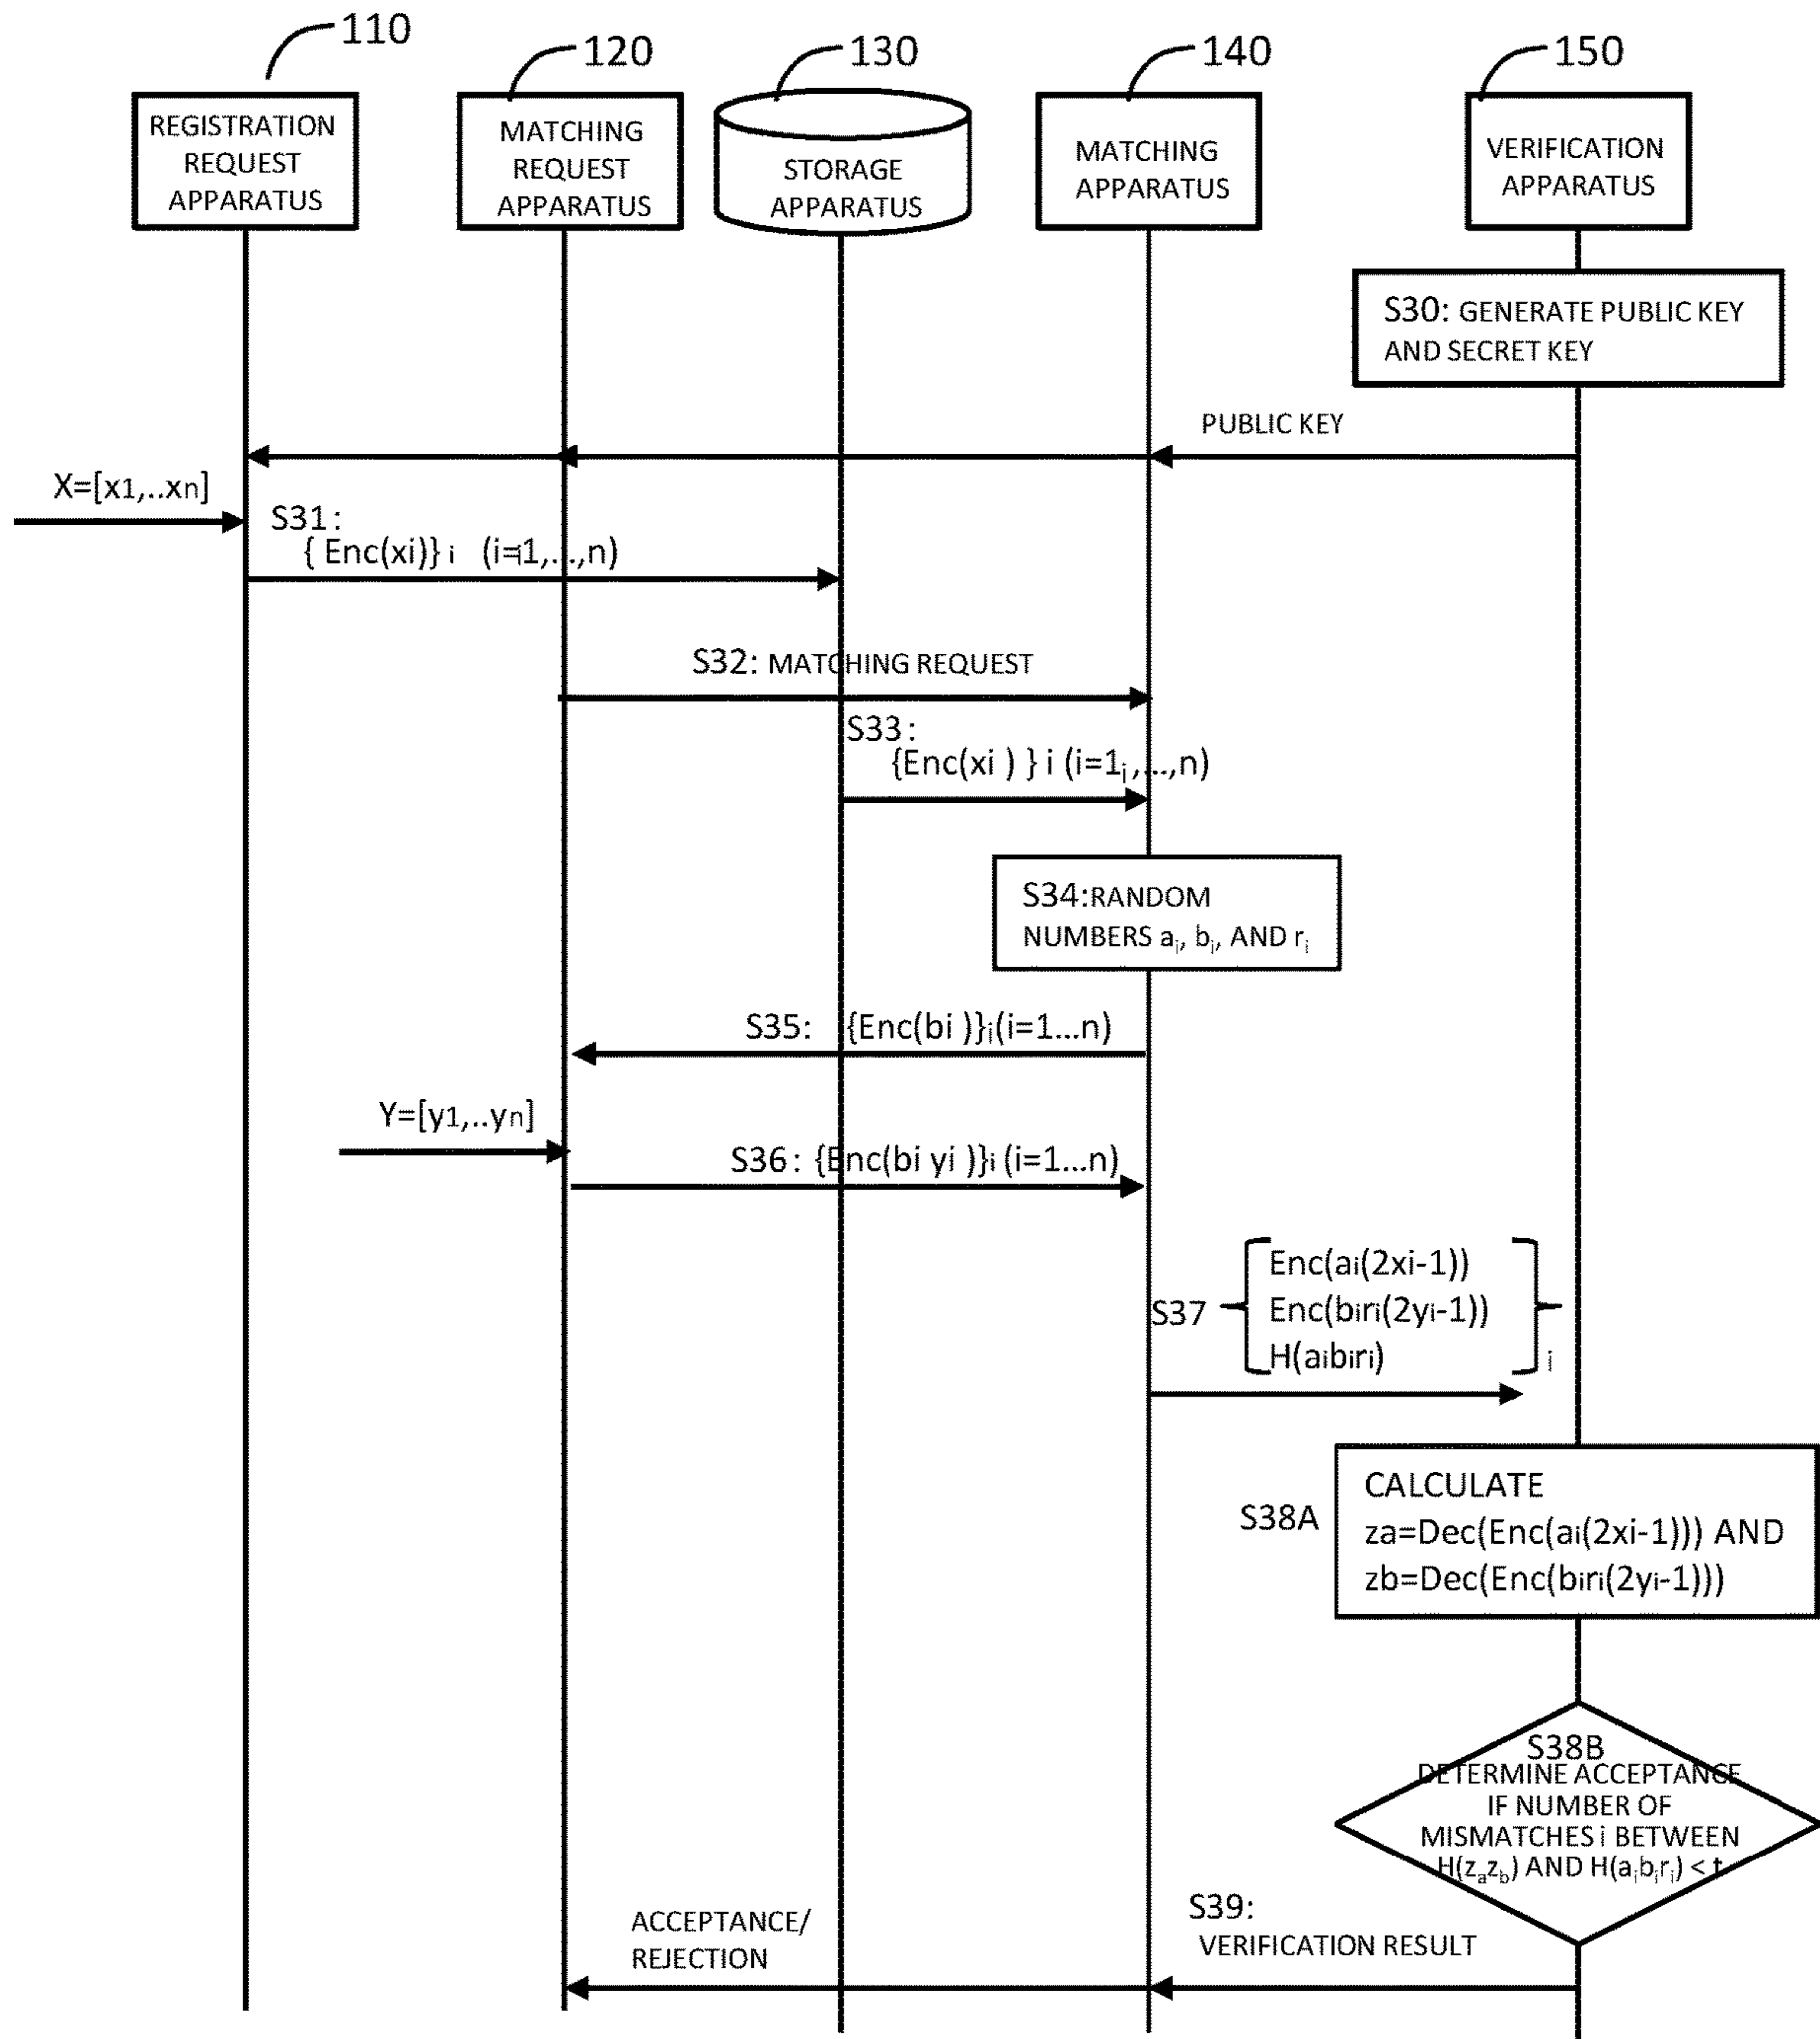 110
120
130
140
150
REGISTRATION
REQUEST
APPARATUS
MATCHING
REQUEST
APPARATUS
STORAGE
APPARATUS
MATCHING
APPARATUS
VERIFICATION
APPARATUS
S30: GENERATE PUBLIC KEY
AND SECRET KEY
PUBLIC KEY
X=[x1,..xn]
S31:
{ Enc(xi)} i (i=1,...,n)
S32: MATCHING REQUEST
S33:
{Enc(xi ) } i (i=1i,...,n)
S34:RANDOM
NUMBERS ai, bi, AND ri
S35: {Enc(bi )}i(i=1...n)
Y=[y1,..yn]
S36: {Enc(bi yi )}i (i=1...n)
S37
Enc(ai(2xi-1))
Enc(biri(2yi-1))
H(aibiri)
i
S38A
CALCULATE
za=Dec(Enc(ai(2xi-1))) AND
zb=Dec(Enc(biri(2yi-1)))
S38B
DETERMINE ACCEPTANCE
IF NUMBER OF
MISMATCHES i BETWEEN
H(zazb) AND H(aibiri) < t
S39:
VERIFICATION RESULT
ACCEPTANCE/
REJECTION